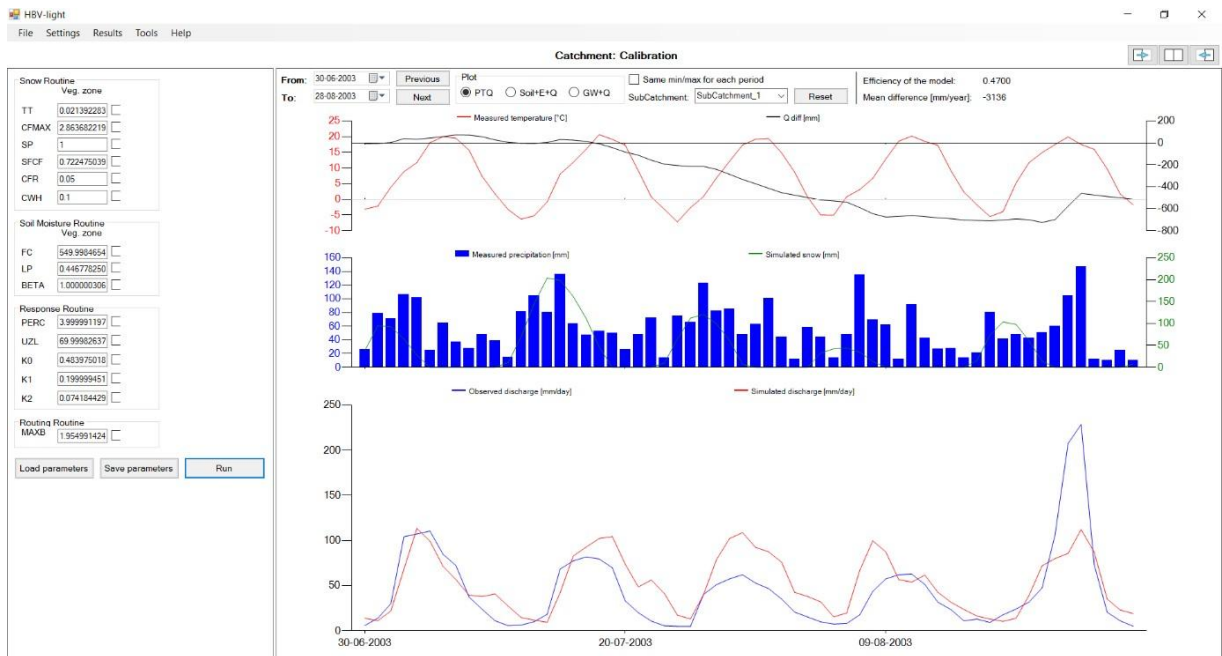 HBV-light
File Settings Results Tools Help
Catchment: Calibration
Snow Routine
Veg. zone
TT 0.021392283
CFMAX 2.863682219
SP 1
SFCF 0.722475039
CFR 0.05
CWH 0.1
Soil Moisture Routine
Veg. zone
FC 549.9984654
LP 0.446778250
BETA 1.000000306
Response Routine
PERC 3.999991197
UZL 69.99982637
K0 0.483975018
K1 0.199999451
K2 0.074184429
Routing Routine
MAXB 1.954991424
Load parameters Save parameters Run
From: 30-06-2003 Previous Plot Same min/max for each period Efficiency of the model: 0.4700
To: 28-08-2003 Next PTQ Soil+E+Q GW+Q SubCatchment: SubCatchment_1 Reset Mean difference [mm/year]: -3136
Measured temperature [°C] Q diff [mm]
25 200
20 0
15 -200
10
5 -400
0 -600
-5
-10 -800
Measured precipitation [mm] Simulated snow [mm]
160 250
140 200
120
100 150
80
60 100
40 50
20
0 0
Observed discharge [mm/day] Simulated discharge [mm/day]
250
200
150
100
50
0
30-06-2003 20-07-2003 09-08-2003